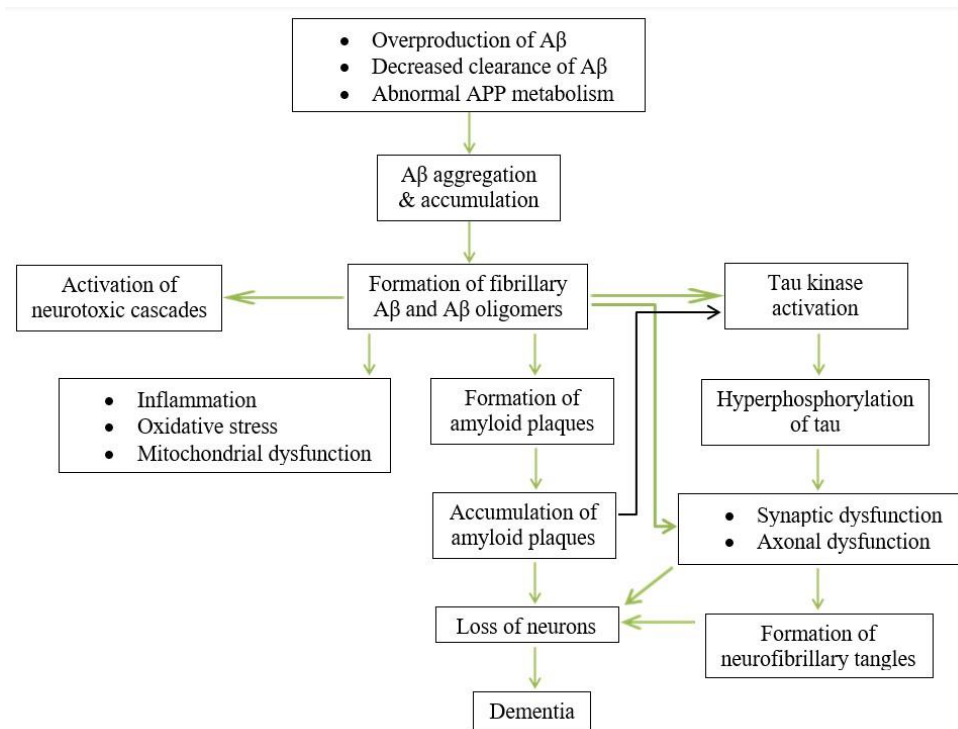 • Overproduction of Aβ
• Decreased clearance of Aβ
• Abnormal APP metabolism
Aβ aggregation
& accumulation
Activation of
neurotoxic cascades
Formation of fibrillary
Aβ and Aβ oligomers
Tau kinase
activation
• Inflammation
• Oxidative stress
• Mitochondrial dysfunction
Formation of
amyloid plaques
Hyperphosphorylation
of tau
Accumulation of
amyloid plaques
• Synaptic dysfunction
• Axonal dysfunction
Loss of neurons
Formation of
neurofibrillary tangles
Dementia